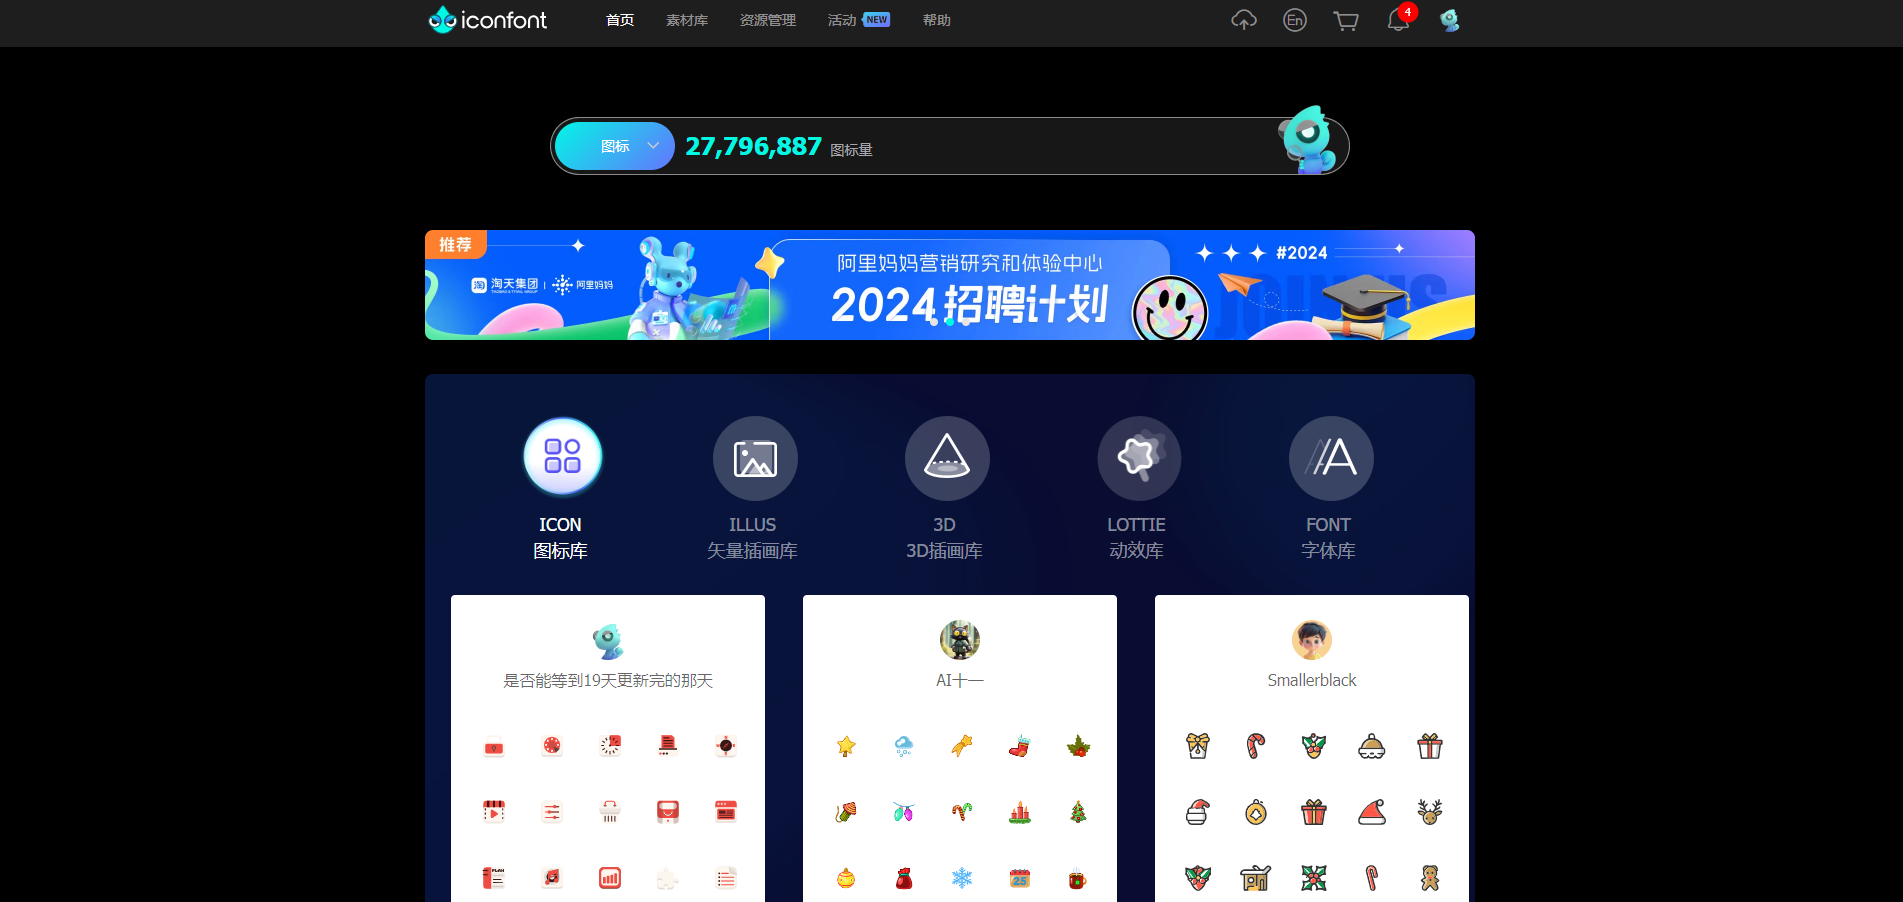 iconfont 首页 素材库 资源管理 活动 NEW 帮助 En 4
图标 27,796,887 图标量
推荐
淘 淘天集团 | 阿里妈妈
阿里妈妈营销研究和体验中心
2024招聘计划
#2024
ICON ILLUS 3D LOTTIE FONT
图标库 矢量插画库 3D插画库 动效库 字体库
是否能等到19天更新完的那天 AI十一 Smallerblack
PLAN
25